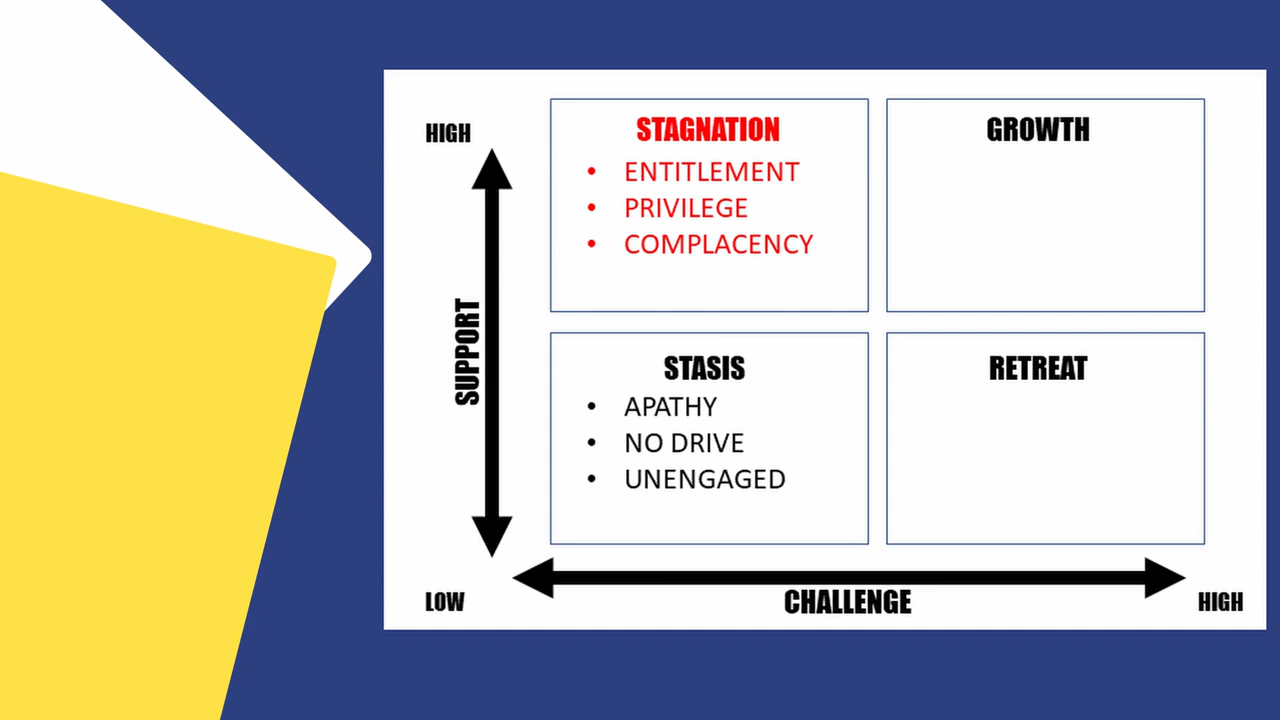 HIGH
STAGNATION
• ENTITLEMENT
• PRIVILEGE
• COMPLACENCY
GROWTH
SUPPORT
STASIS
• APATHY
• NO DRIVE
• UNENGAGED
RETREAT
LOW
CHALLENGE
HIGH